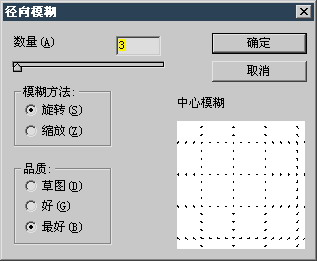 径向模糊
数量(A)
3
确定
取消
模糊方法:
旋转(S)
缩放(Z)
中心模糊
品质:
草图(D)
好(G)
最好(B)